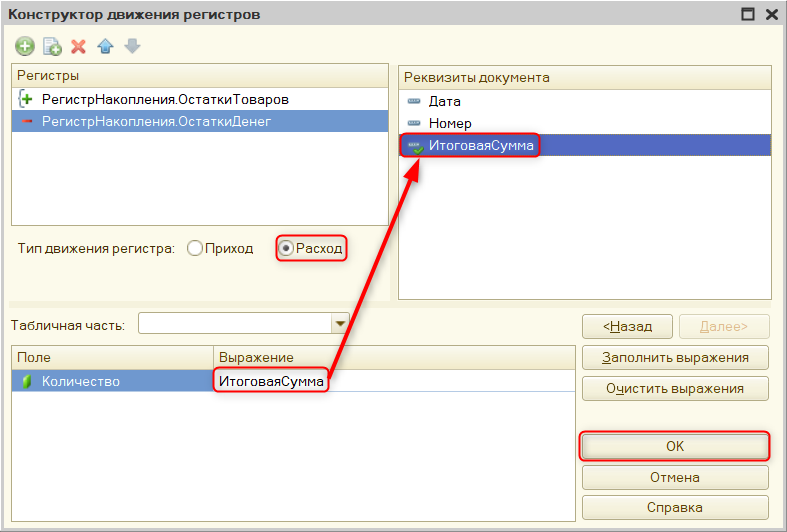 Конструктор движения регистров
Регистры
РегистрНакопления.ОстаткиТоваров
РегистрНакопления.ОстаткиДенег
Реквизиты документа
Дата
Номер
ИтоговаяСумма
Тип движения регистра: Приход Расход
Табличная часть:
<Назад Далее>
Поле Выражение
Количество ИтоговаяСумма
Заполнить выражения
Очистить выражения
OK
Отмена
Справка